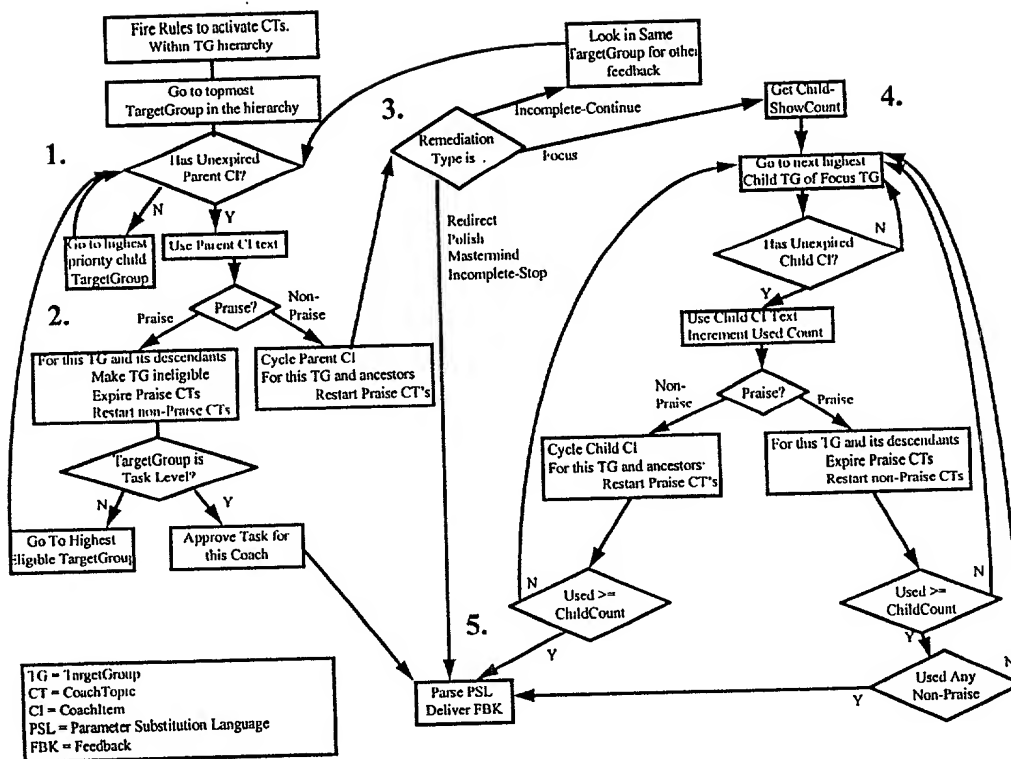 Fire Rules to activate CTs.
Within TG hierarchy
Go to topmost
TargetGroup in the hierarchy
1.
Has Unexpired
Parent CI?
N
Y
Go to highest
priority child
TargetGroup
Use Parent CI text
2.
Praise?
Praise
Non-
Praise
For this TG and its descendants
Make TG ineligible
Expire Praise CTs
Restart non-Praise CTs
Cycle Parent CI
For this TG and ancestors
Restart Praise CT's
TargetGroup is
Task Level?
N
Y
Go To Highest
Eligible TargetGroup
Approve Task for
this Coach
Look in Same
TargetGroup for other
feedback
3.
Incomplete-Continue
Remediation
Type is .
Focus
Redirect
Polish
Mastermind
Incomplete-Stop
4.
Get Child-
ShowCount
Go to next highest
Child TG of Focus TG
N
Has Unexpired
Child CI?
Y
Use Child CI Text
Increment Used Count
Non-
Praise
Praise?
Praise
Cycle Child CI
For this TG and ancestors
Restart Praise CT's
For this TG and its descendants
Expire Praise CTs
Restart non-Praise CTs
N
Used >=
ChildCount
Y
N
Used >=
ChildCount
Y
N
Used Any
Non-Praise
Y
5.
Parse PSL
Deliver FBK
TG = TargetGroup
CT = CoachTopic
CI = CoachItem
PSL = Parameter Substitution Language
FBK = Feedback